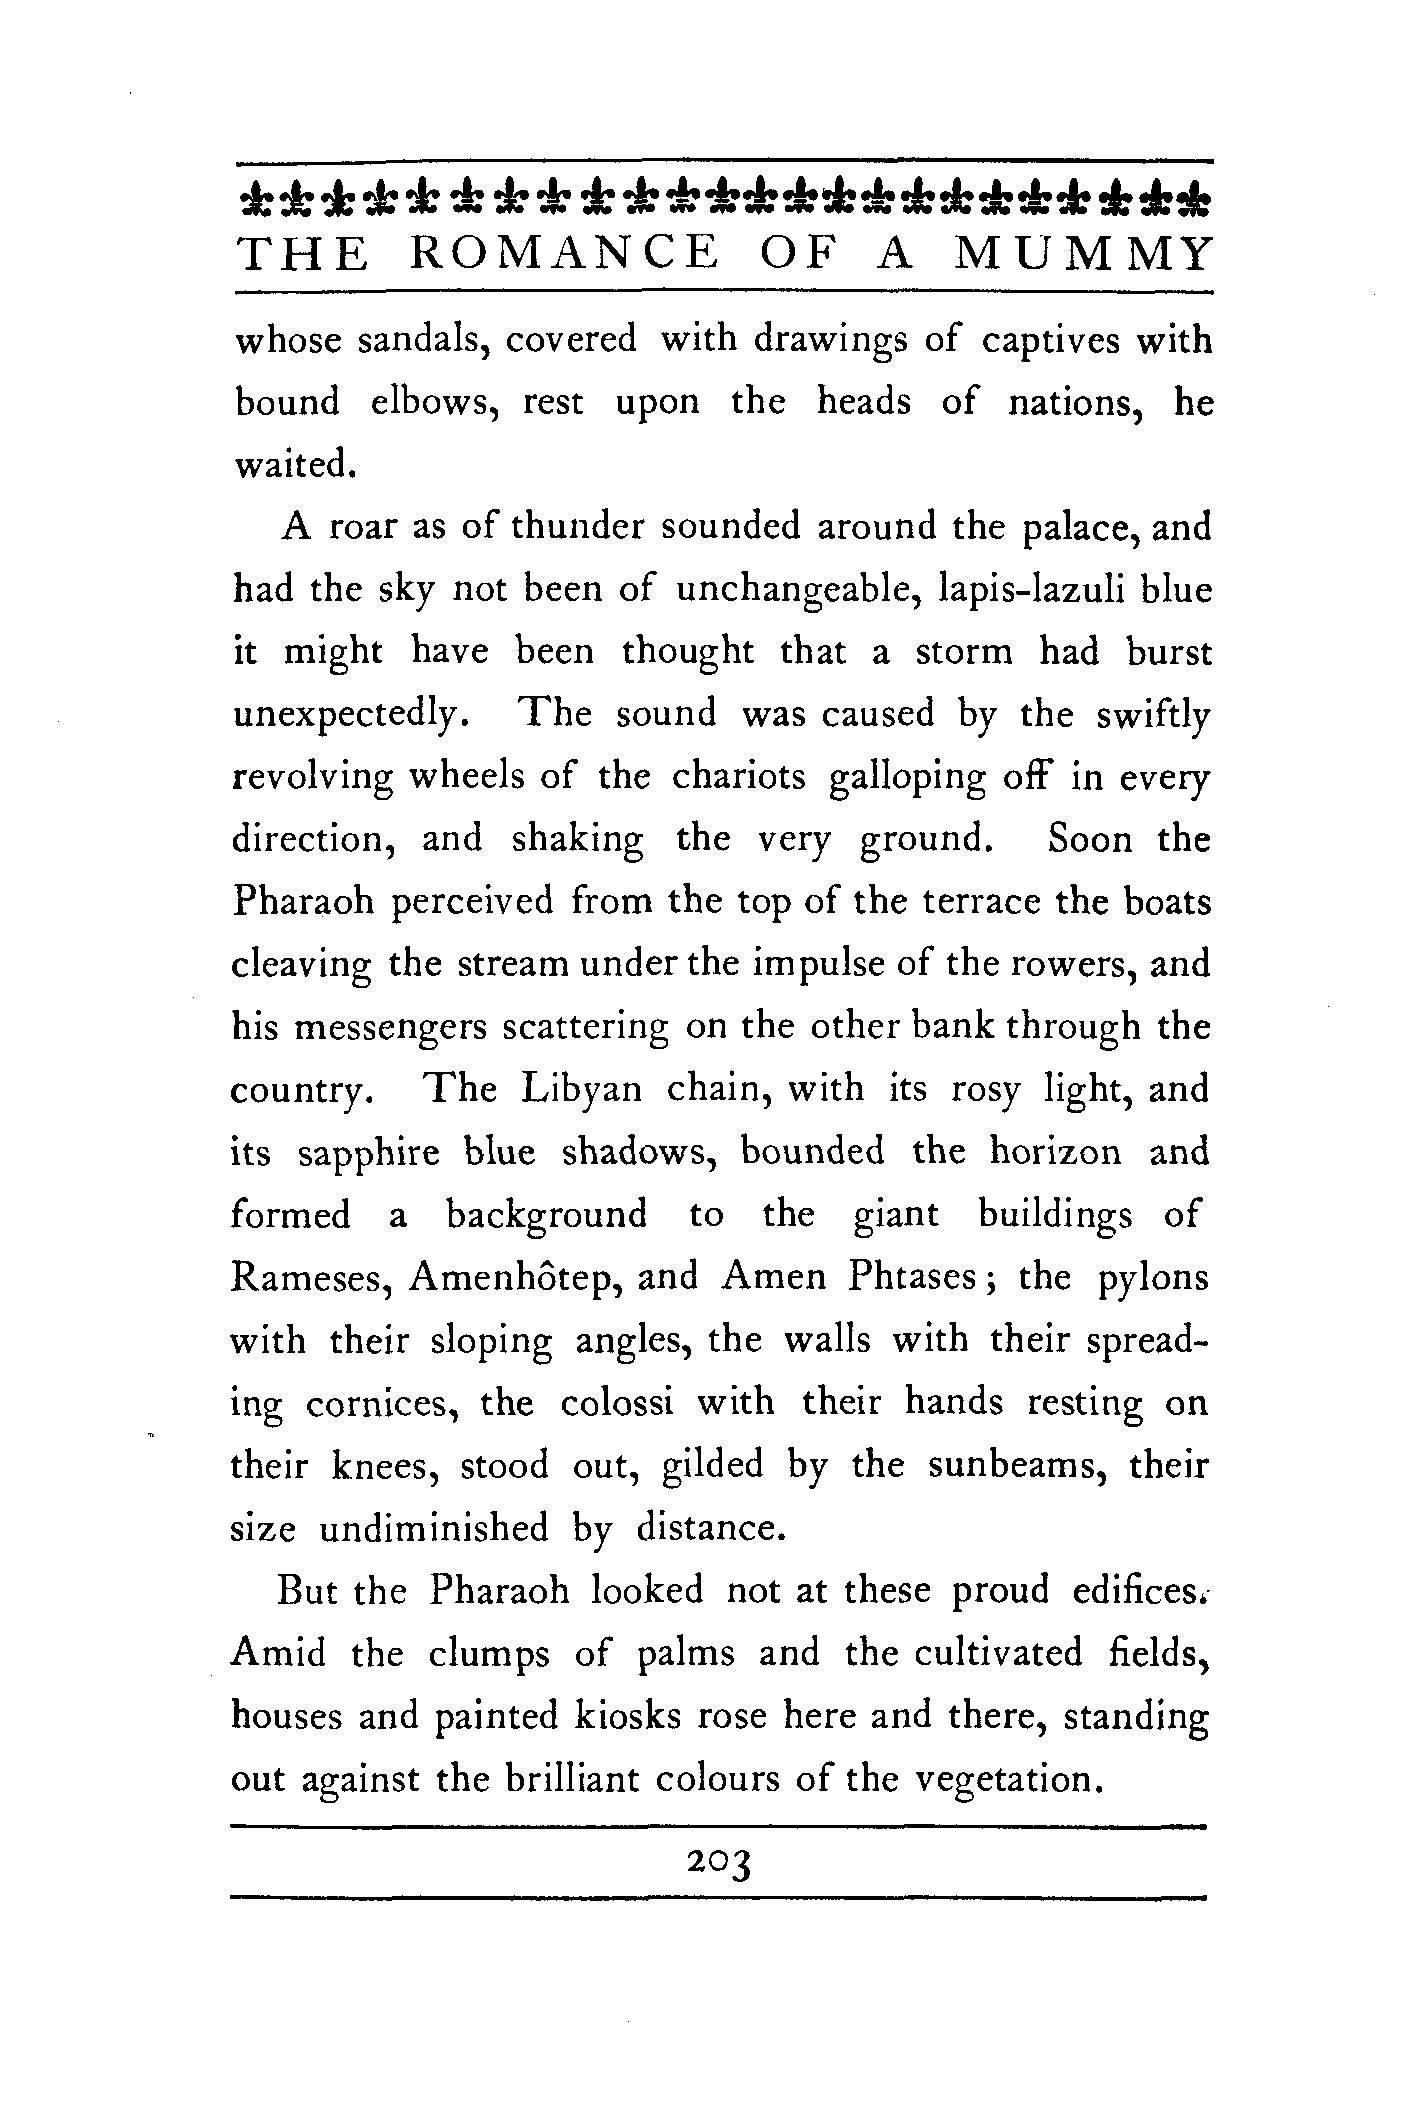 THE ROMANCE OF A MUMMY
whose sandals, covered with drawings of captives with
bound elbows, rest upon the heads of nations, he
waited.
A roar as of thunder sounded around the palace, and
had the sky not been of unchangeable, lapis-lazuli blue
it might have been thought that a storm had burst
unexpectedly. The sound was caused by the swiftly
revolving wheels of the chariots galloping off in every
direction, and shaking the very ground. Soon the
Pharaoh perceived from the top of the terrace the boats
cleaving the stream under the impulse of the rowers, and
his messengers scattering on the other bank through the
country. The Libyan chain, with its rosy light, and
its sapphire blue shadows, bounded the horizon and
formed a background to the giant buildings of
Rameses, Amenhôtep, and Amen Phtases; the pylons
with their sloping angles, the walls with their spread-
ing cornices, the colossi with their hands resting on
their knees, stood out, gilded by the sunbeams, their
size undiminished by distance.
But the Pharaoh looked not at these proud edifices.
Amid the clumps of palms and the cultivated fields,
houses and painted kiosks rose here and there, standing
out against the brilliant colours of the vegetation.
203